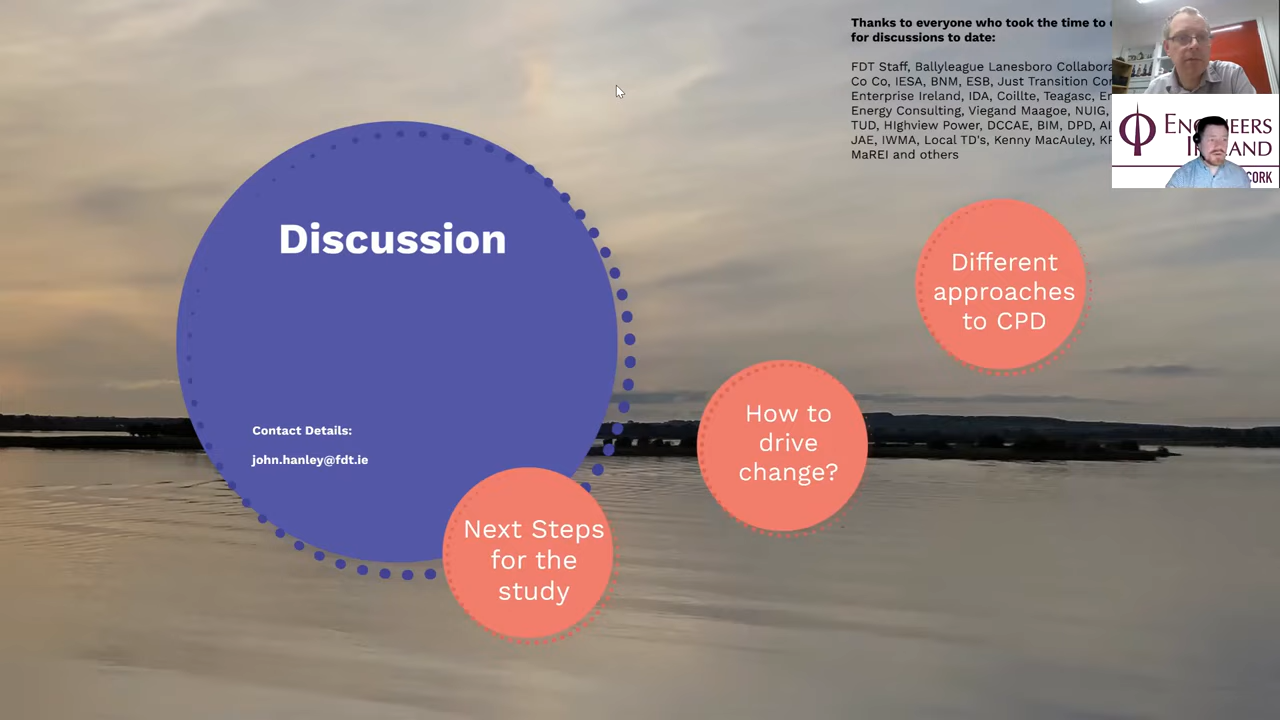 Thanks to everyone who took the time to
for discussions to date:
FDT Staff, Ballyleague Lanesboro
Co Co, IESA, BNM, ESB, Just Transition
Enterprise Ireland, IDA, Coillte, Teagasc,
Energy Consulting, Viegand Maagoe, NUIG,
TUD, HIghview Power, DCCAE, BIM, DPD,
JAE, IWMA, Local TD's, Kenny MacAuley,
MaREI and others
CORK
Discussion
Different
approaches
to CPD
How to
drive
change?
Contact Details:
john.hanley@fdt.ie
Next Steps
for the
study